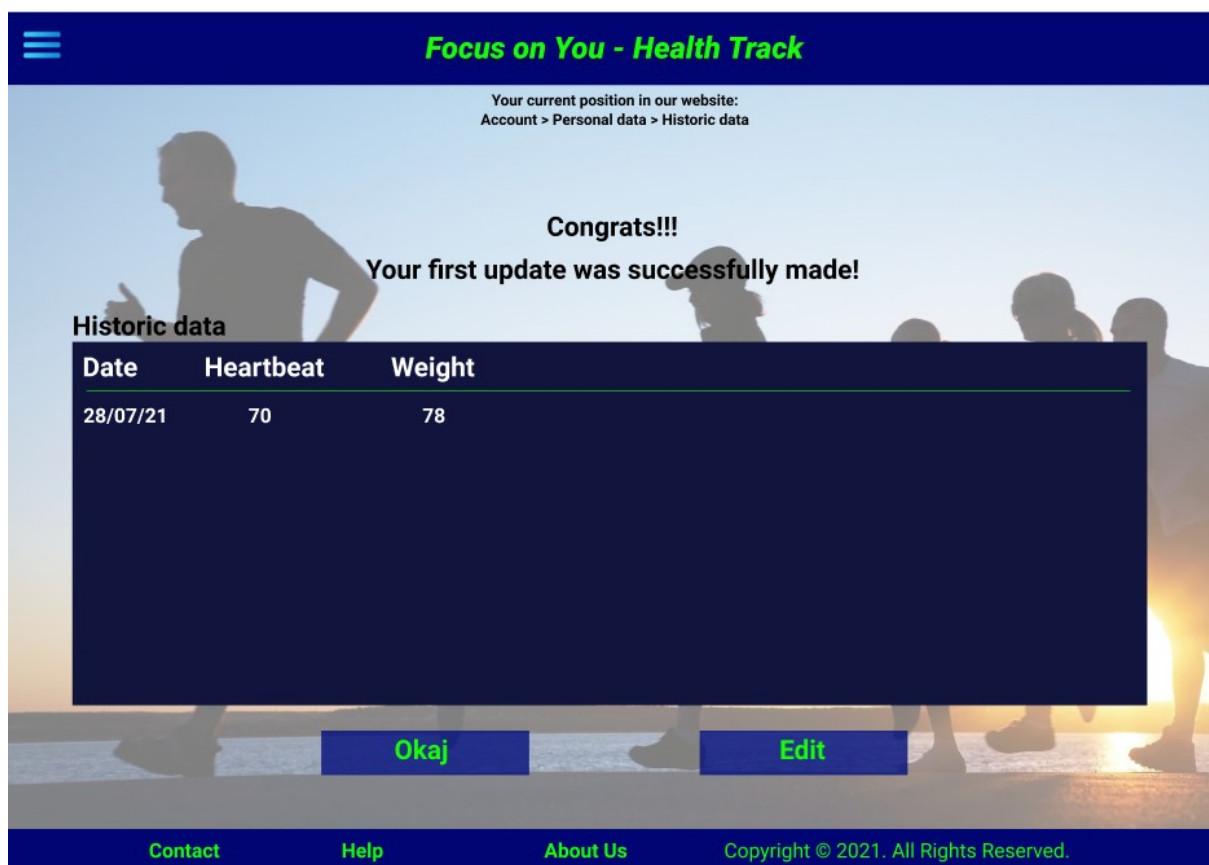 Focus on You - Health Track
Your current position in our website:
Account > Personal data > Historic data
Congrats!!!
Your first update was successfully made!
Historic data
Date Heartbeat Weight
28/07/21 70 78
Okaj Edit
Contact Help About Us Copyright © 2021. All Rights Reserved.